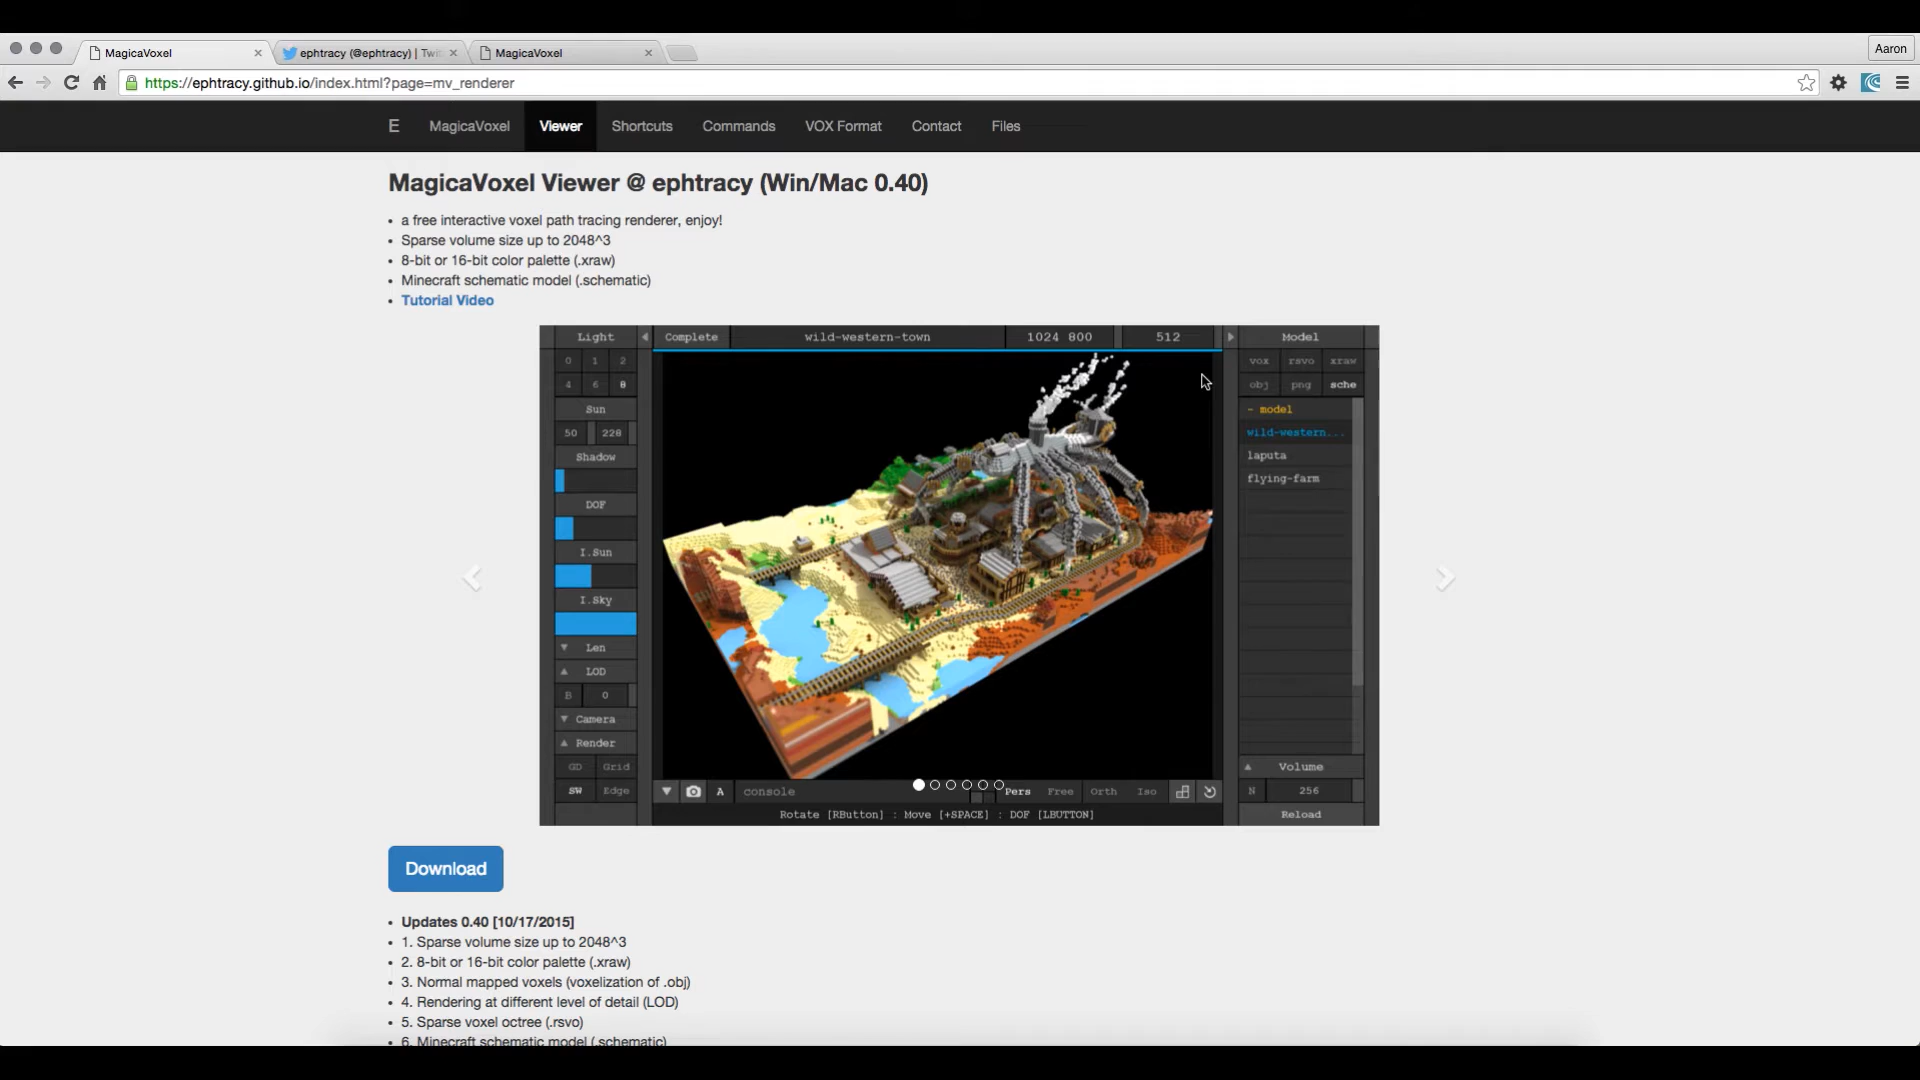 MagicaVoxel
ephtracy (@ephtracy) | Twit
MagicaVoxel
Aaron
https://ephtracy.github.io/index.html?page=mv_renderer
E MagicaVoxel Viewer Shortcuts Commands VOX Format Contact Files
MagicaVoxel Viewer @ ephtracy (Win/Mac 0.40)
a free interactive voxel path tracing renderer, enjoy!
Sparse volume size up to 2048^3
8-bit or 16-bit color palette (.xraw)
Minecraft schematic model (.schematic)
Tutorial Video
Light Complete wild-western-town 1024 800 512 Model
0 1 2 vox rsvo xraw
4 6 8 obj png sche
Sun - model
50 228 wild-western...
Shadow laputa
flying-farm
DOF
I.Sun
I.Sky
Len
LOD
B 0
Camera
Render
GD Grid Volume
SW Edge A console Pers Free Orth Iso N 256
Rotate [RButton] : Move [+SPACE] : DOF [LBUTTON] Reload
Download
Updates 0.40 [10/17/2015]
1. Sparse volume size up to 2048^3
2. 8-bit or 16-bit color palette (.xraw)
3. Normal mapped voxels (voxelization of .obj)
4. Rendering at different level of detail (LOD)
5. Sparse voxel octree (.rsvo)
6. Minecraft schematic model (.schematic)